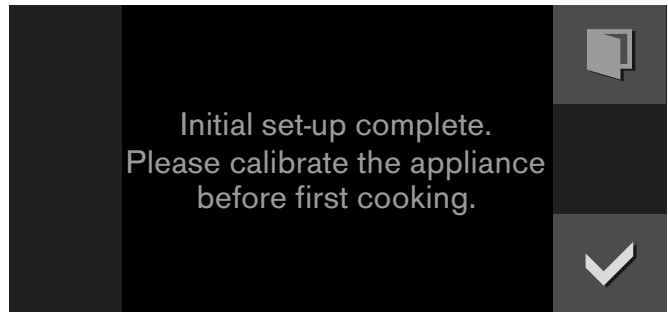 Initial set-up complete.
Please calibrate the appliance
before first cooking.